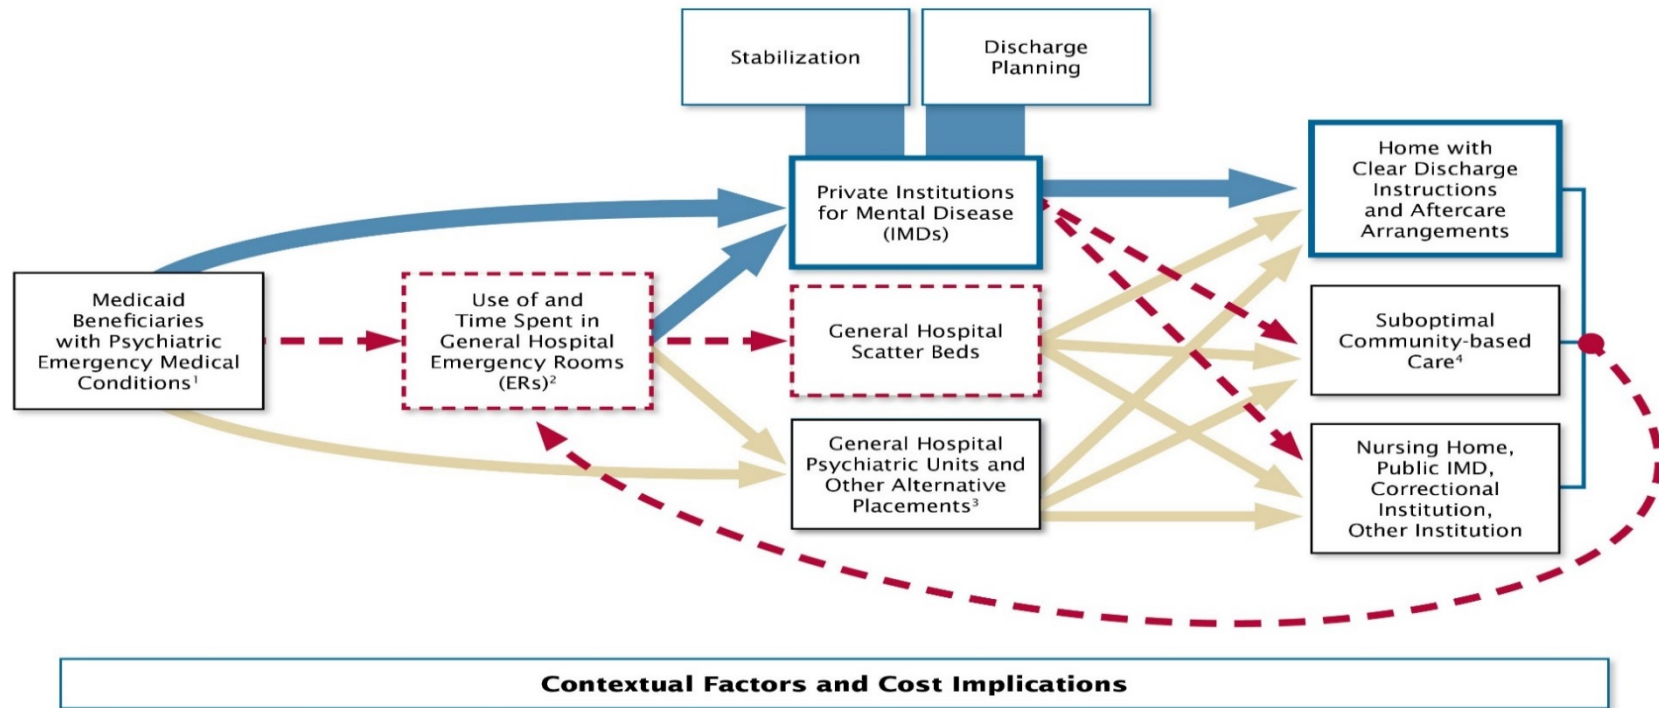 Stabilization
Discharge
Planning
Medicaid
Beneficiaries
with Psychiatric
Emergency Medical
Conditions¹
Use of and
Time Spent in
General Hospital
Emergency Rooms
(ERs)²
Private Institutions
for Mental Disease
(IMDs)
General Hospital
Scatter Beds
General Hospital
Psychiatric Units and
Other Alternative
Placements³
Home with
Clear Discharge
Instructions
and Aftercare
Arrangements
Suboptimal
Community-based
Care⁴
Nursing Home,
Public IMD,
Correctional
Institution,
Other Institution
Contextual Factors and Cost Implications